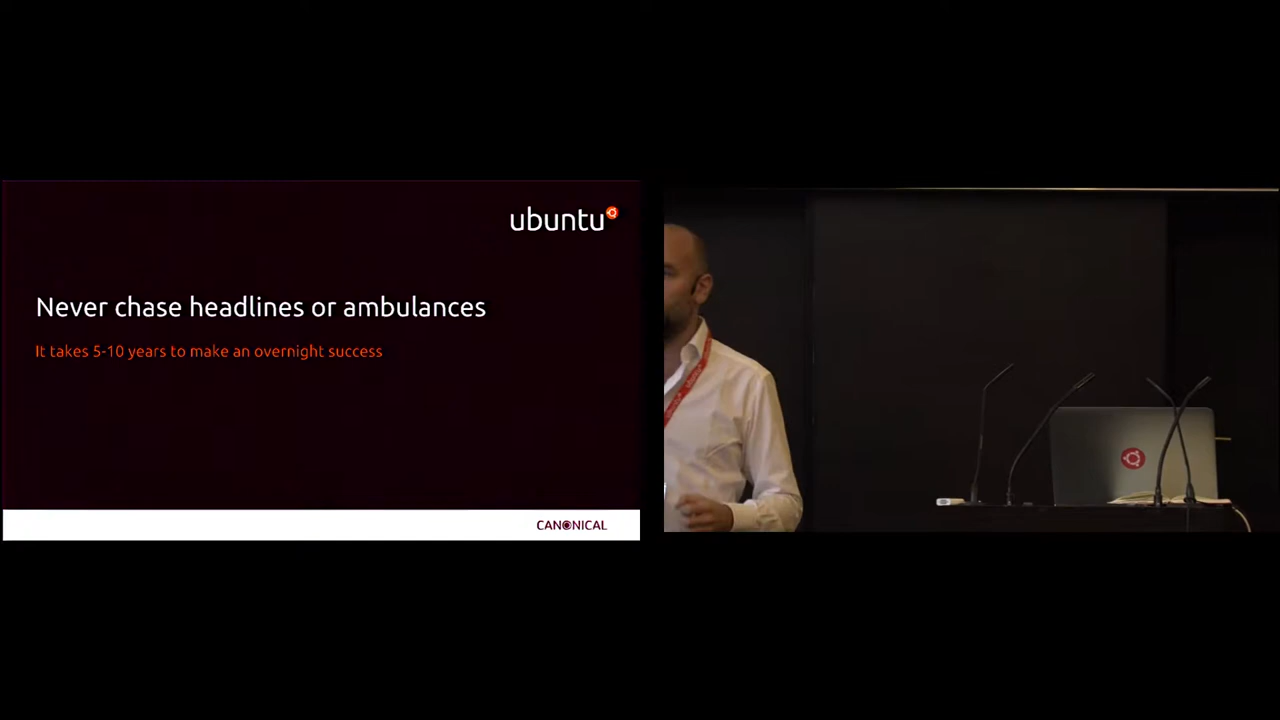 ubuntu
Never chase headlines or ambulances
It takes 5-10 years to make an overnight success
CANONICAL